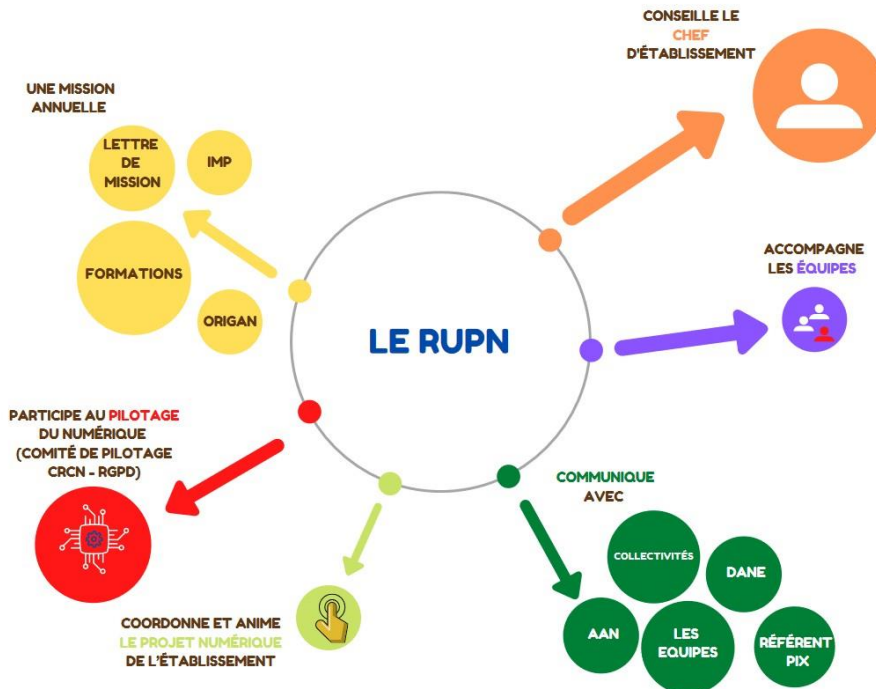 CONSEILLE LE
CHEF
D'ÉTABLISSEMENT
UNE MISSION
ANNUELLE
LETTRE
DE
MISSION
IMP
FORMATIONS
ORIGAN
LE RUPN
ACCOMPAGNE
LES ÉQUIPES
PARTICIPE AU PILOTAGE
DU NUMÉRIQUE
(COMITÉ DE PILOTAGE
CRCN - RGPD)
COORDONNE ET ANIME
LE PROJET NUMÉRIQUE
DE L'ÉTABLISSEMENT
COMMUNIQUE
AVEC
COLLECTIVITÉS
DANE
AAN
LES
EQUIPES
RÉFÉRENT
PIX